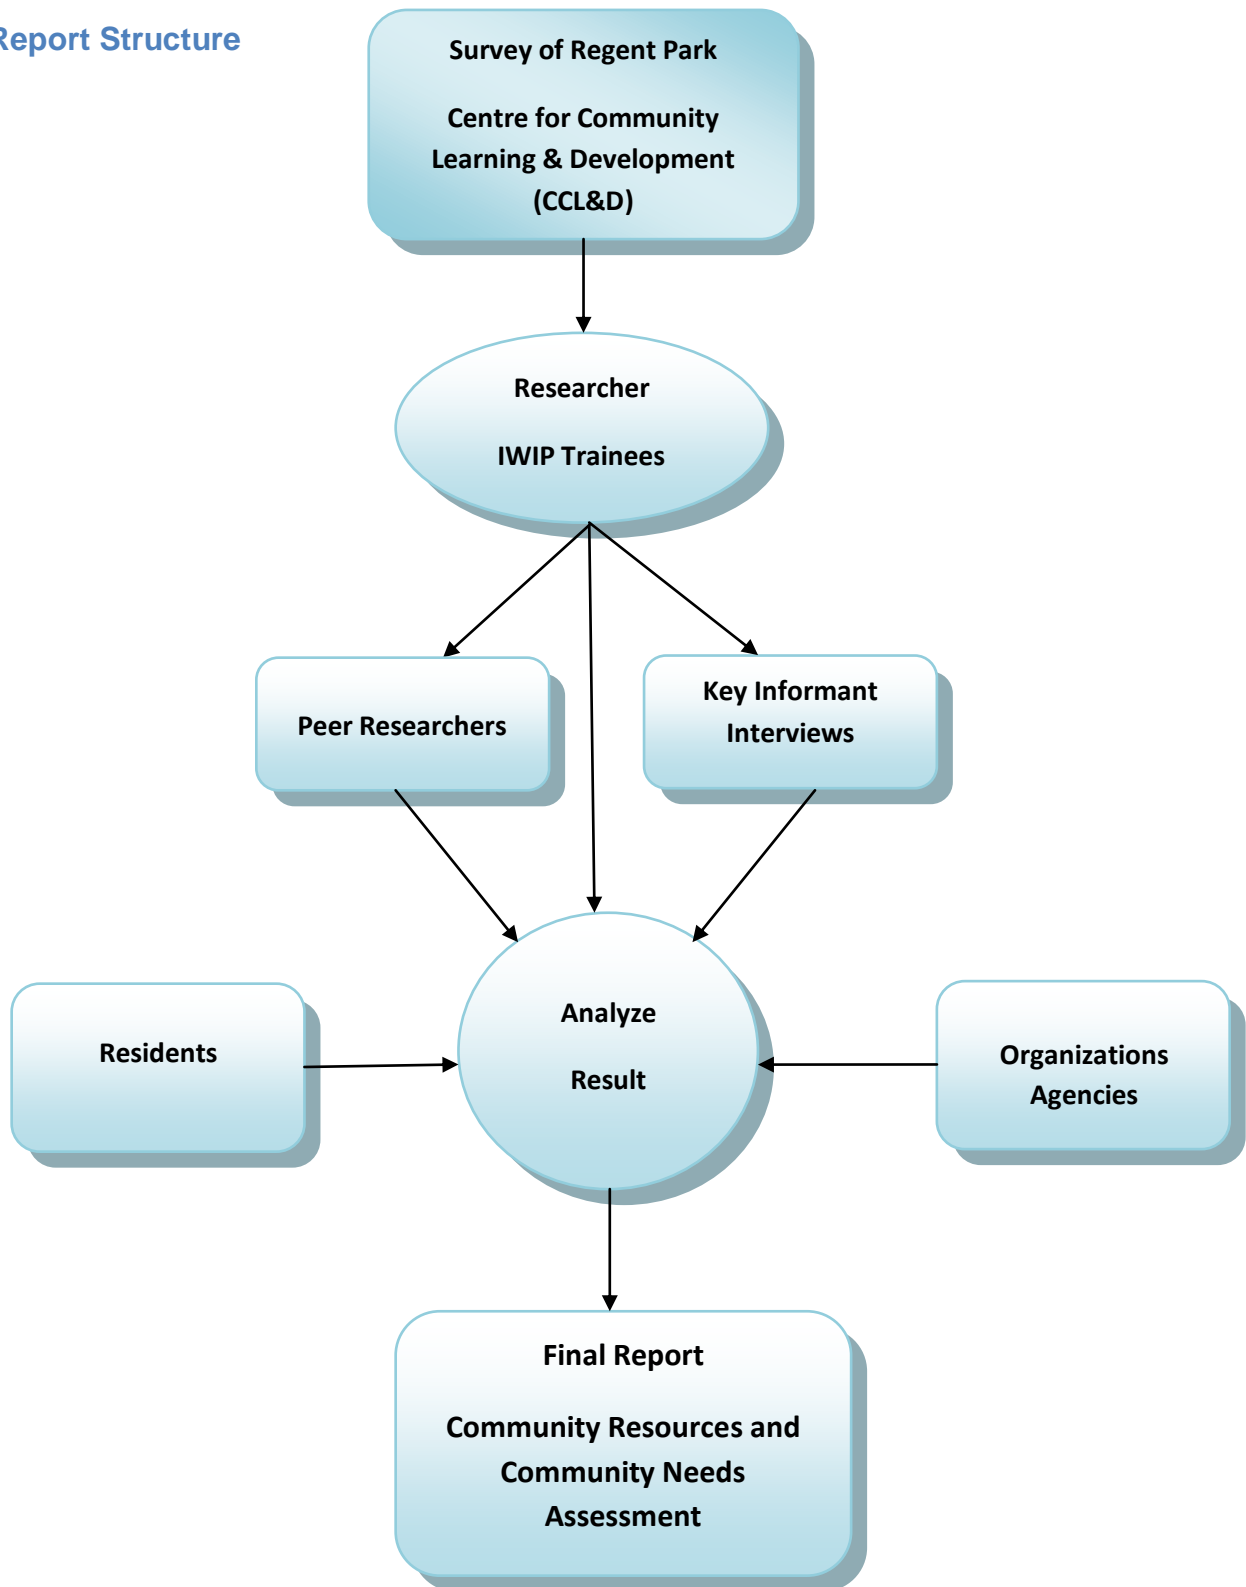 Report Structure
Survey of Regent Park
Centre for Community
Learning & Development
(CCL&D)
Researcher
IWIP Trainees
Peer Researchers
Key Informant
Interviews
Analyze
Result
Residents
Organizations
Agencies
Final Report
Community Resources and
Community Needs
Assessment